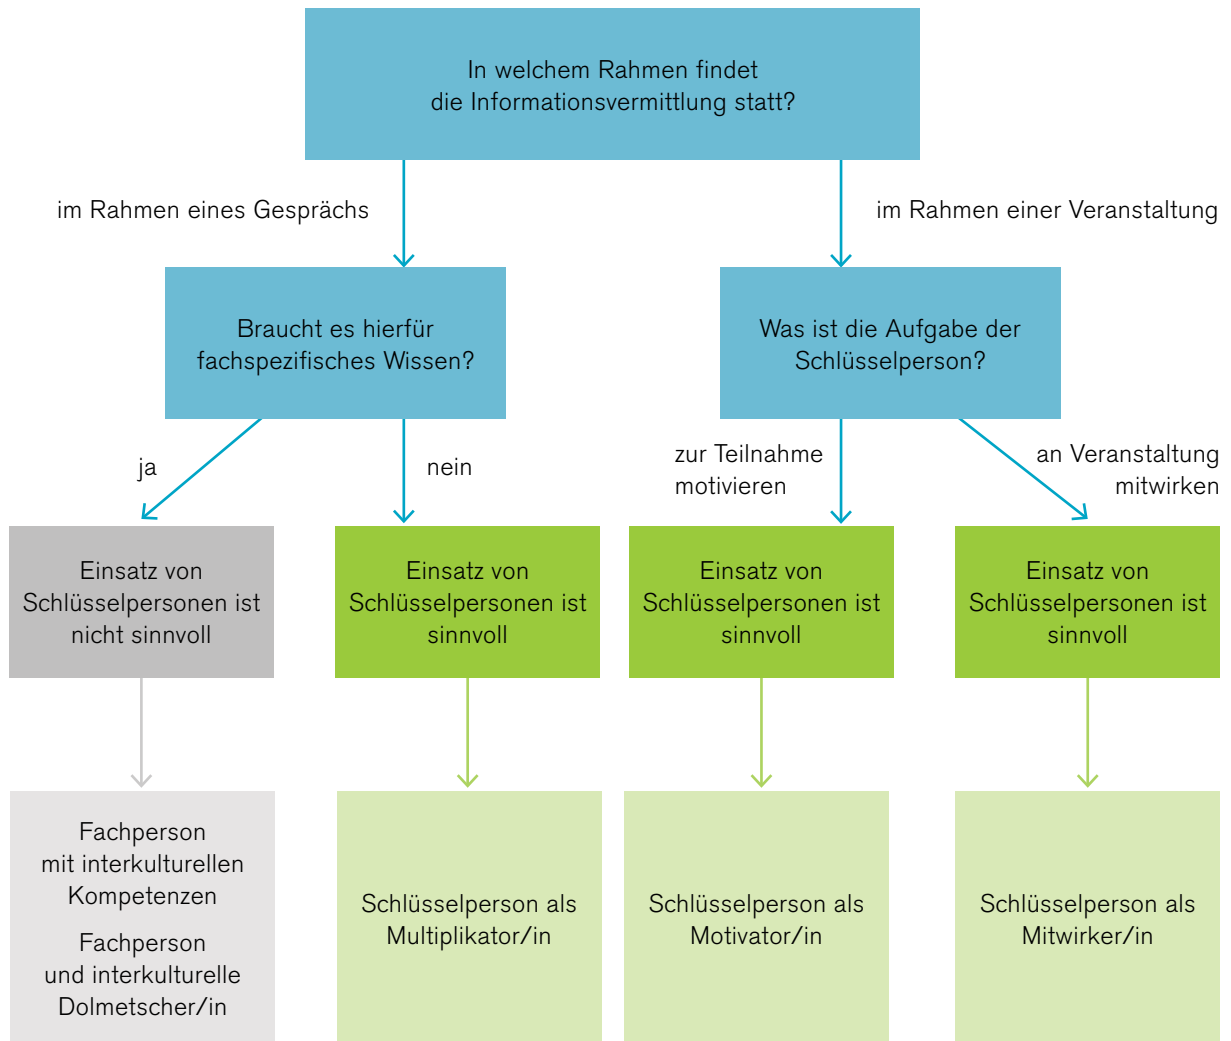 In welchem Rahmen findet
die Informationsvermittlung statt?
im Rahmen eines Gesprächs
im Rahmen einer Veranstaltung
Braucht es hierfür
fachspezifisches Wissen?
Was ist die Aufgabe der
Schlüsselperson?
ja
nein
zur Teilnahme
motivieren
an Veranstaltung
mitwirken
Einsatz von
Schlüsselpersonen ist
nicht sinnvoll
Einsatz von
Schlüsselpersonen ist
sinnvoll
Einsatz von
Schlüsselpersonen ist
sinnvoll
Einsatz von
Schlüsselpersonen ist
sinnvoll
Fachperson
mit interkulturellen
Kompetenzen
Fachperson
und interkulturelle
Dolmetscher/in
Schlüsselperson als
Multiplikator/in
Schlüsselperson als
Motivator/in
Schlüsselperson als
Mitwirker/in